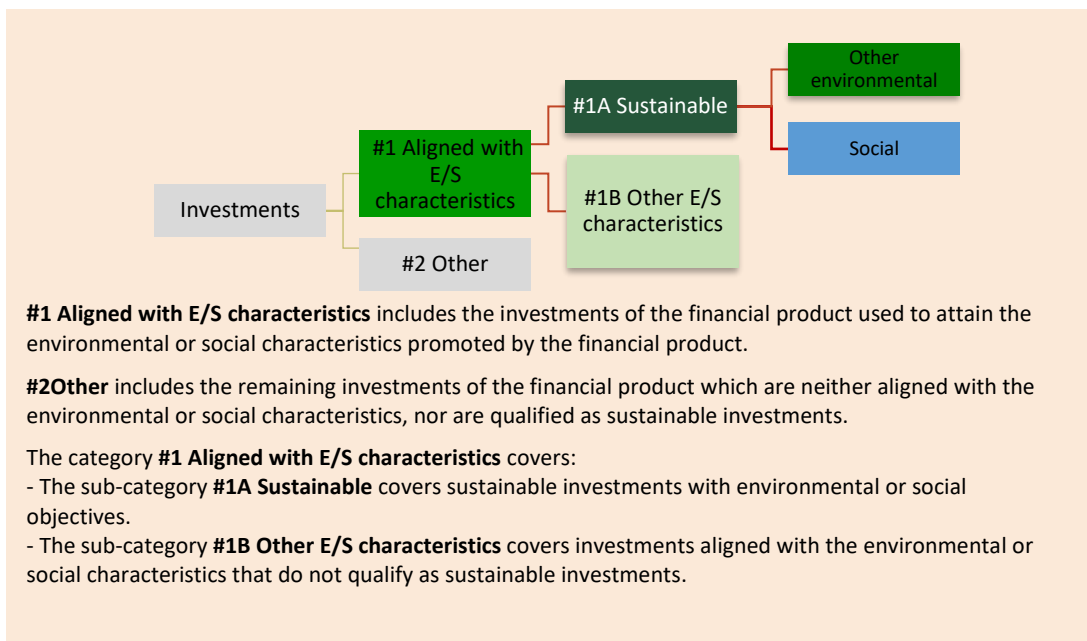 Other
environmental
#1A Sustainable
Social
#1 Aligned with
E/S
characteristics
#1B Other E/S
characteristics
Investments
#2 Other
#1 Aligned with E/S characteristics includes the investments of the financial product used to attain the
environmental or social characteristics promoted by the financial product.
#2Other includes the remaining investments of the financial product which are neither aligned with the
environmental or social characteristics, nor are qualified as sustainable investments.
The category #1 Aligned with E/S characteristics covers:
- The sub-category #1A Sustainable covers sustainable investments with environmental or social
objectives.
- The sub-category #1B Other E/S characteristics covers investments aligned with the environmental or
social characteristics that do not qualify as sustainable investments.